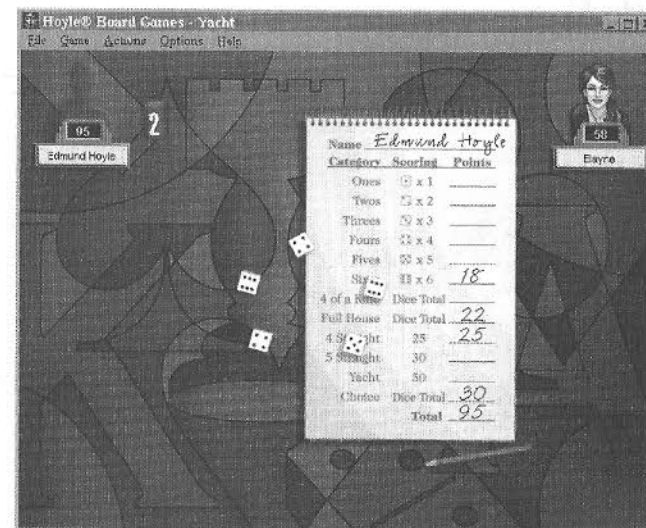 Hoyle® Board Games - Yacht
File Game Actions Options Help
95
2
58
Edmund Hoyle
Elayne
Name Edmund Hoyle
Category Scoring Points
Ones x 1
Twos x 2
Threes x 3
Fours x 4
Fives x 5
x 6 18
4 of a Kind Dice Total
Full House Dice Total 22
4 Straight 25 25
5 Straight 30
Yacht 50
Choice Dice Total 30
Total 95